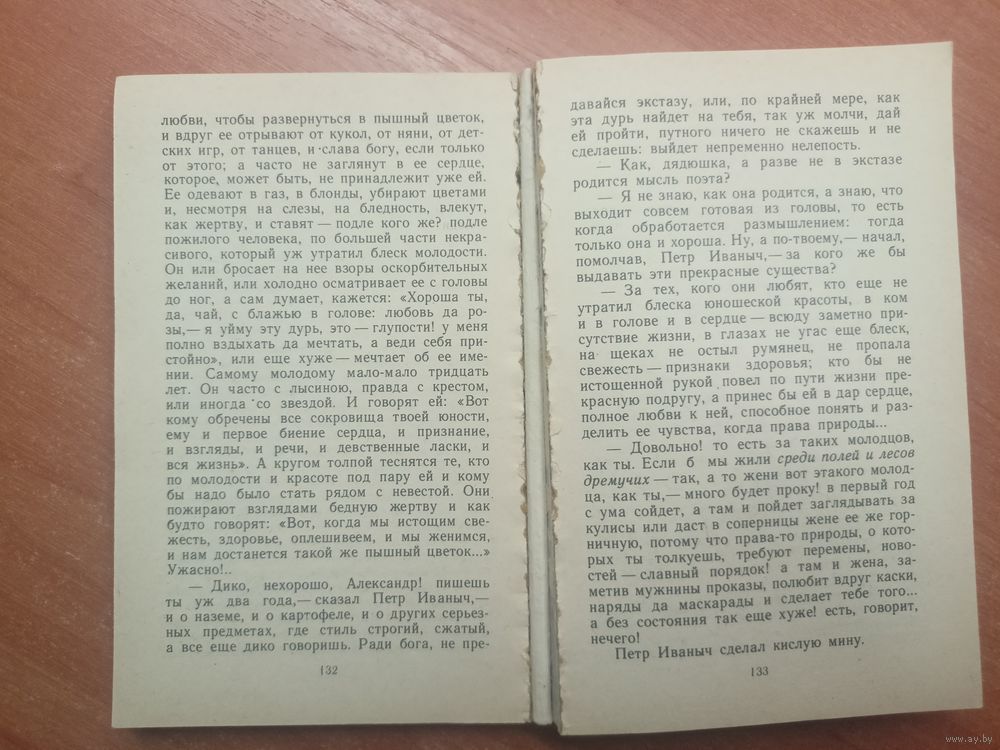 любви, чтобы развернуться в пышный цветок,
и вдруг ее отрывают от кукол, от няни, от дет-
ских игр, от танцев, и слава богу, если только
от этого; а часто не заглянут в ее сердце,
которое, может быть, не принадлежит уже ей.
Ее одевают в газ, в блонды, убирают цветами
и, несмотря на слезы, на бледность, влекут,
как жертву, и ставят — подле кого же? подле
пожилого человека, по большей части некра-
сивого, который уж утратил блеск молодости.
Он или бросает на нее взоры оскорбительных
желаний, или холодно осматривает ее с головы
до ног, а сам думает, кажется: «Хороша ты,
да, чай, с блажью в голове: любовь да ро-
зы,— я уйму эту дурь, это — глупости! у меня
полно вздыхать да мечтать, а веди себя при-
стойно», или еще хуже — мечтает об ее име-
нии. Самому молодому мало-мало тридцать
лет. Он часто с лысиною, правда с крестом,
или иногда со звездой. И говорят ей: «Вот
кому обречены все сокровища твоей юности,
ему и первое биение сердца, и признание,
и взгляды, и речи, и девственные ласки, и
вся жизнь». А кругом толпой теснятся те, кто
по молодости и красоте под пару ей и кому
бы надо было стать рядом с невестой. Они
пожирают взглядами бедную жертву и как
будто говорят: «Вот, когда мы истощим све-
жесть, здоровье, оплешивеем, и мы женимся,
и нам достанется такой же пышный цветок...»
Ужасно!..
— Дико, нехорошо, Александр! пишешь
ты уж два года,— сказал Петр Иваныч,—
и о наземе, и о картофеле, и о других серьез-
ных предметах, где стиль строгий, сжатый,
а все еще дико говоришь. Ради бога, не пре-
132
давайся экстазу, или, по крайней мере, как
эта дурь найдет на тебя, так уж молчи, дай
ей пройти, путного ничего не скажешь и не
сделаешь: выйдет непременно нелепость.
— Как, дядюшка, а разве не в экстазе
родится мысль поэта?
— Я не знаю, как она родится, а знаю, что
выходит совсем готовая из головы, то есть
когда обработается размышлением: тогда
только она и хороша. Ну, а по-твоему,— начал,
помолчав, Петр Иваныч,— за кого же бы
выдавать эти прекрасные существа?
— За тех, кого они любят, кто еще не
утратил блеска юношеской красоты, в ком
и в голове и в сердце — всюду заметно при-
сутствие жизни, в глазах не угас еще блеск,
на щеках не остыл румянец, не пропала
свежесть — признаки здоровья; кто бы не
истощенной рукой повел по пути жизни пре-
красную подругу, а принес бы ей в дар сердце,
полное любви к ней, способное понять и раз-
делить ее чувства, когда права природы...
— Довольно! то есть за таких молодцов,
как ты. Если б мы жили среди полей и лесов
дремучих — так, а то жени вот этакого молод-
ца, как ты,— много будет проку! в первый год
с ума сойдет, а там и пойдет заглядывать за
кулисы или даст в соперницы жене ее же гор-
ничную, потому что права-то природы, о кото-
рых ты толкуешь, требуют перемены, ново-
стей — славный порядок! а там и жена, за-
метив мужнины проказы, полюбит вдруг каски,
наряды да маскарады и сделает тебе того...
а без состояния так еще хуже! есть, говорит,
нечего!
Петр Иваныч сделал кислую мину.
133
www.ay.by